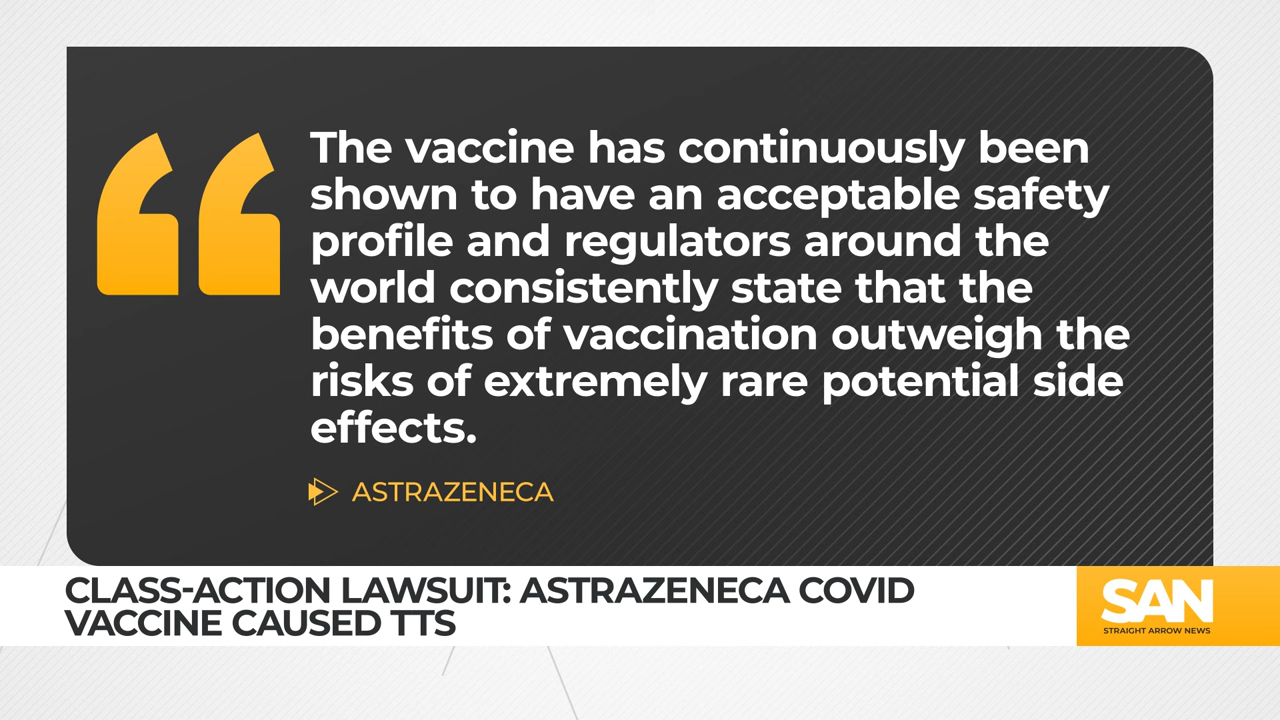 The vaccine has continuously been
shown to have an acceptable safety
profile and regulators around the
world consistently state that the
benefits of vaccination outweigh the
risks of extremely rare potential side
effects.
ASTRAZENECA
CLASS-ACTION LAWSUIT: ASTRAZENECA COVID
VACCINE CAUSED TTS
SAN
STRAIGHT ARROW NEWS